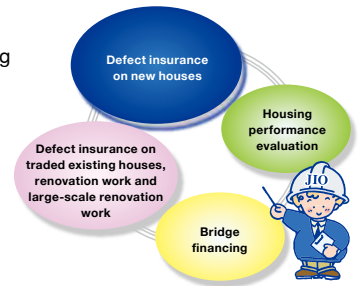 g
Defect insurance
on new houses
Housing
performance
evaluation
Defect insurance on
traded existing houses,
renovation work and
large-scale renovation
work
Bridge
financing
JIO